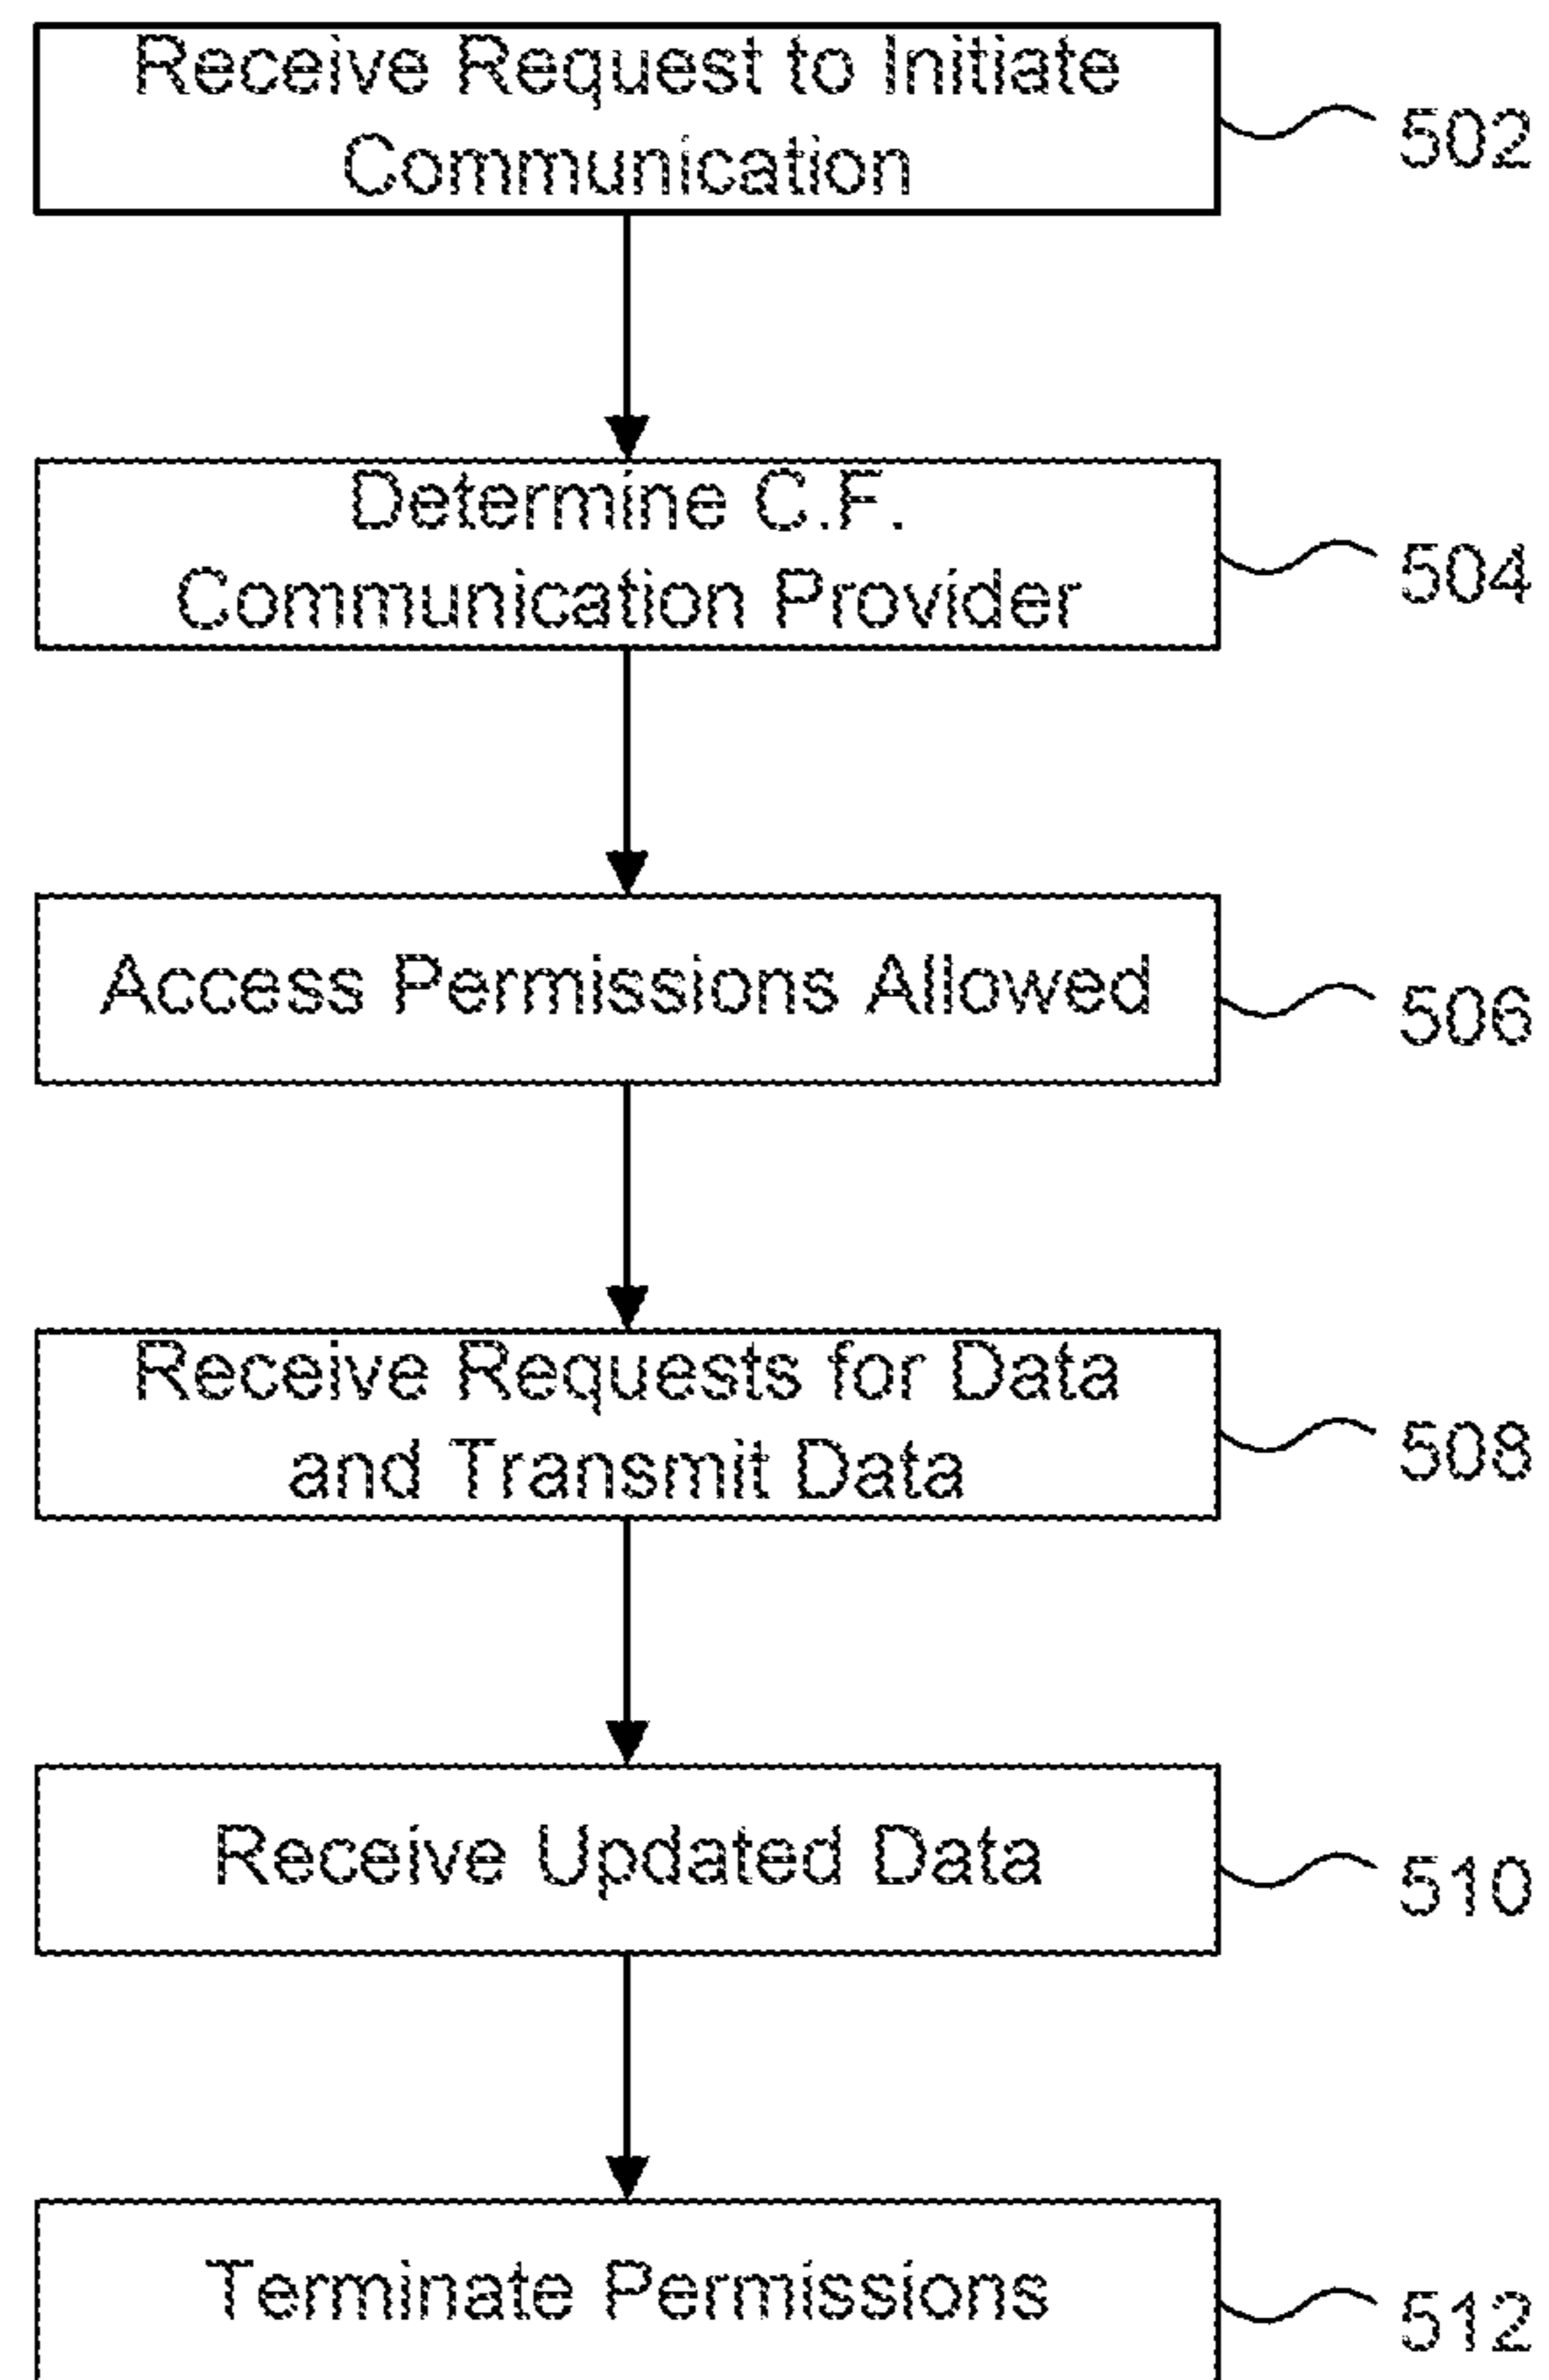 Receive Request to Initiate
Communication
502
Determine C.F.
Communication Provider
504
Access Permissions Allowed
506
Receive Requests for Data
and Transmit Data
508
Receive Updated Data
510
Terminate Permissions
512